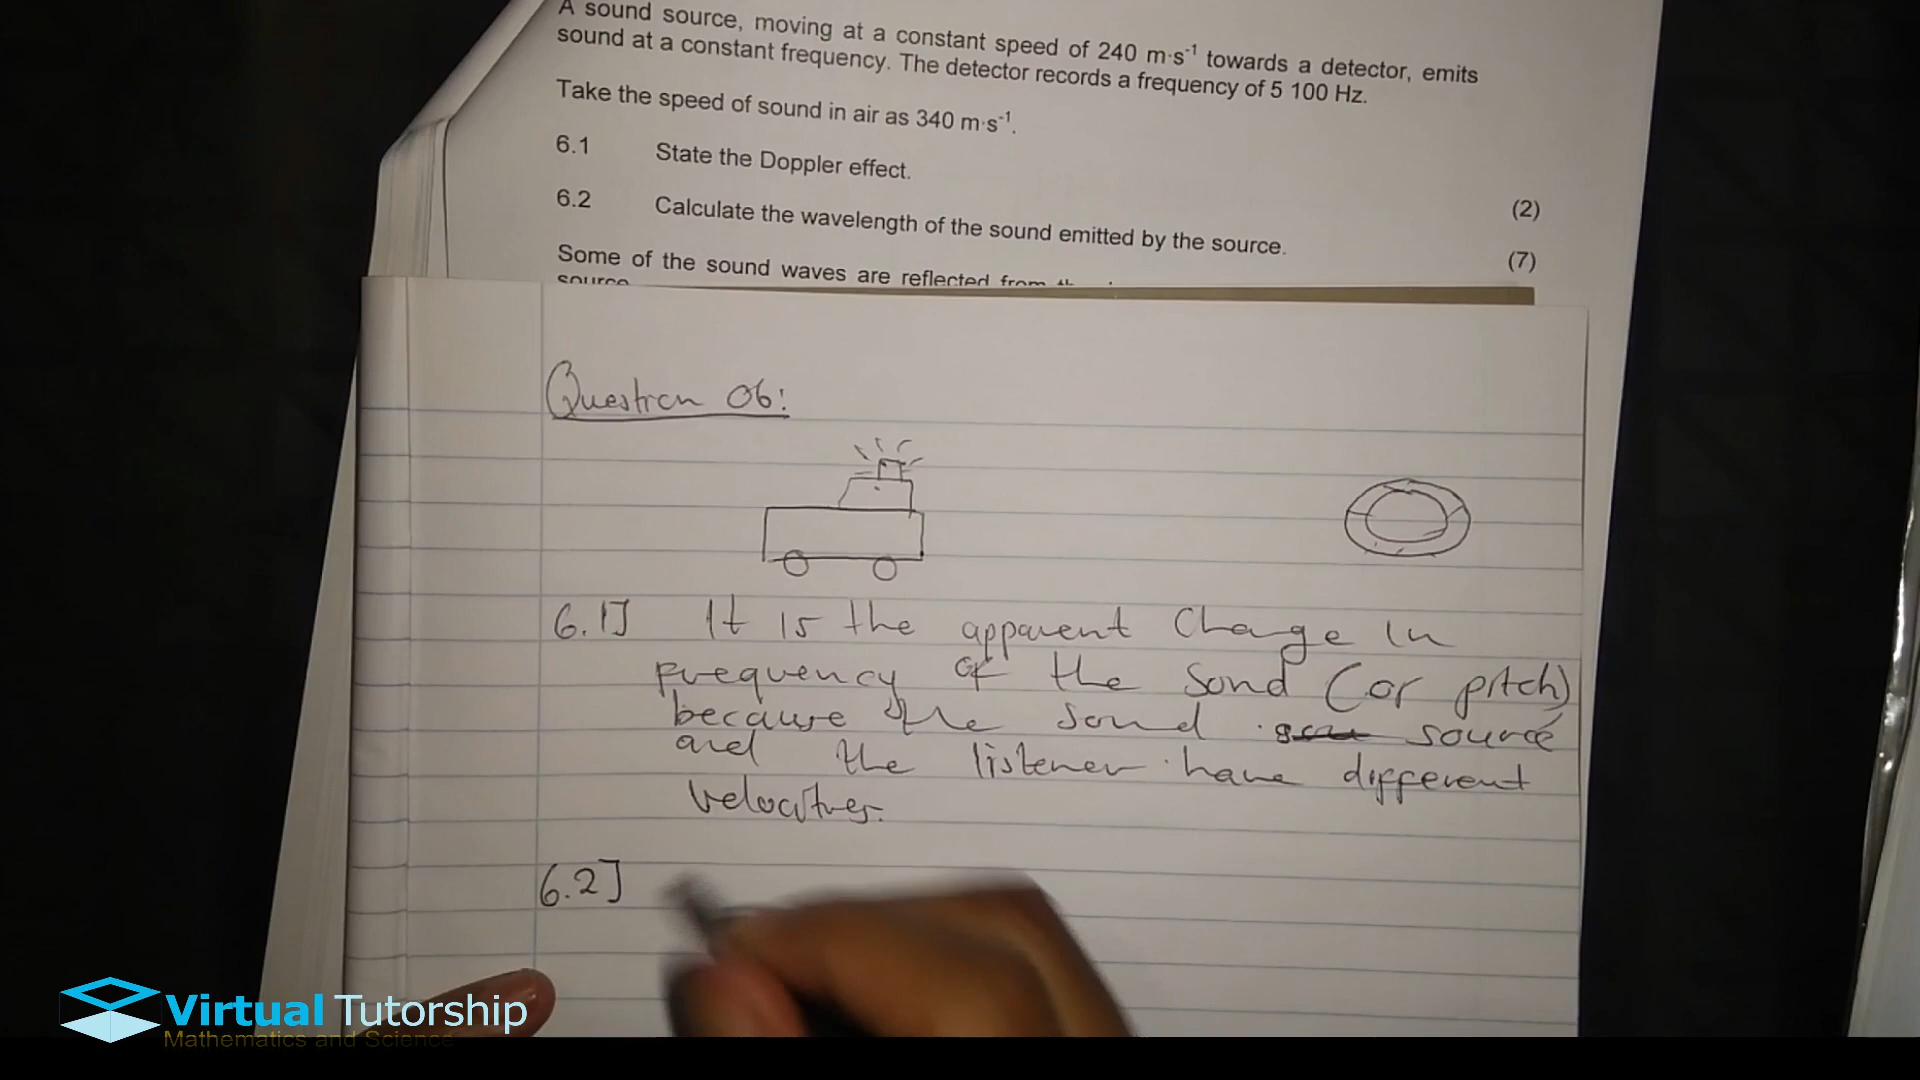 A sound source, moving at a constant speed of 240 m·s⁻¹ towards a detector, emits
sound at a constant frequency. The detector records a frequency of 5 100 Hz.
Take the speed of sound in air as 340 m·s⁻¹.
6.1 State the Doppler effect.
(2)
6.2 Calculate the wavelength of the sound emitted by the source.
(7)
Some of the sound waves are reflected from
source
Question 06:
6.1] It is the apparent change in
frequency of the sound (or pitch)
because the sound source
and the listener have different
velocities.
6.2]
Virtual Tutorship
Mathematics and Science